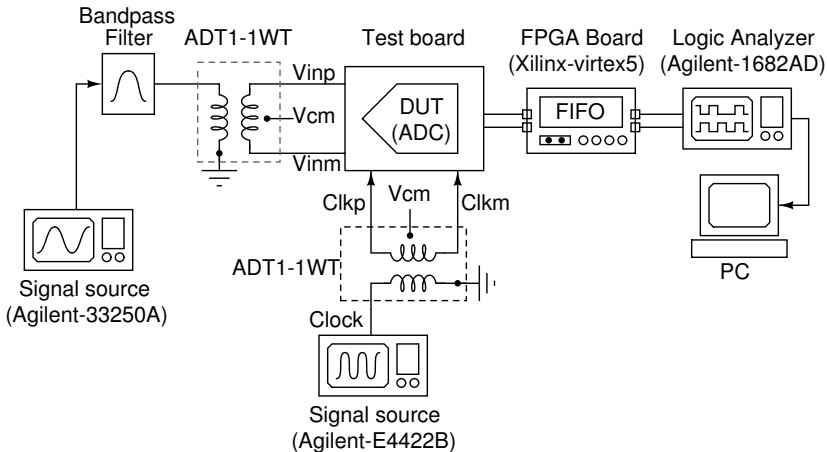 Bandpass
Filter
ADT1-1WT
Test board
FPGA Board
(Xilinx-virtex5)
Logic Analyzer
(Agilent-1682AD)
Vinp
Vcm
Vinm
DUT
(ADC)
FIFO
Clkp
Vcm
Clkm
ADT1-1WT
PC
Signal source
(Agilent-33250A)
Clock
Signal source
(Agilent-E4422B)